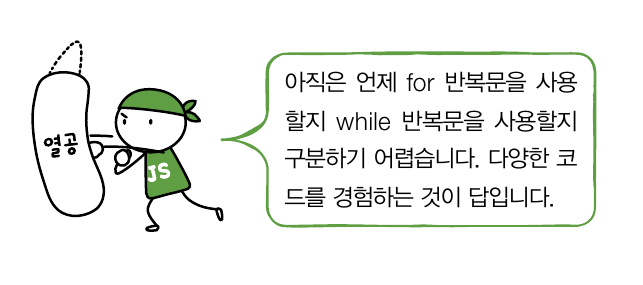 열공
JS
아직은 언제 for 반복문을 사용
할지 while 반복문을 사용할지
구분하기 어렵습니다. 다양한 코
드를 경험하는 것이 답입니다.